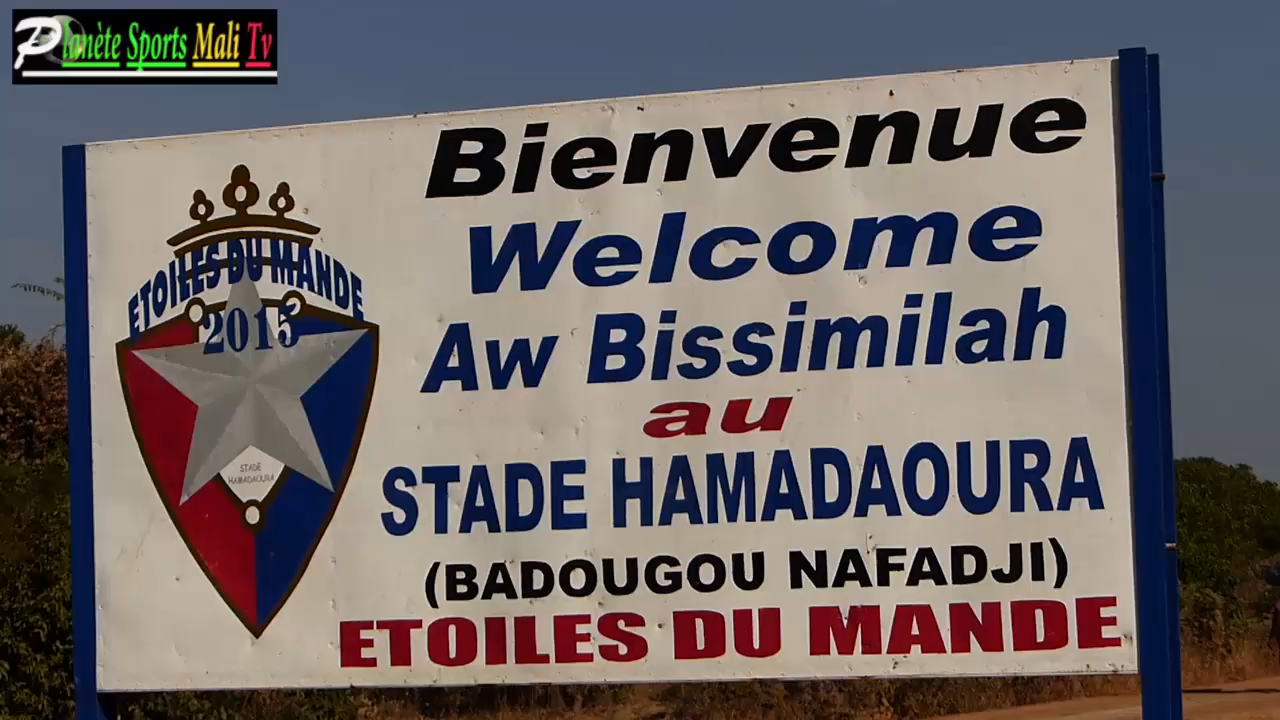 Planète Sports Mali Tv
Bienvenue
Welcome
Aw Bissimilah
au
STADE HAMADAOURA
(BADOUGOU NAFADJI)
ETOILES DU MANDE
ETOILES DU MANDE
2015
STADE
HAMADAOURA